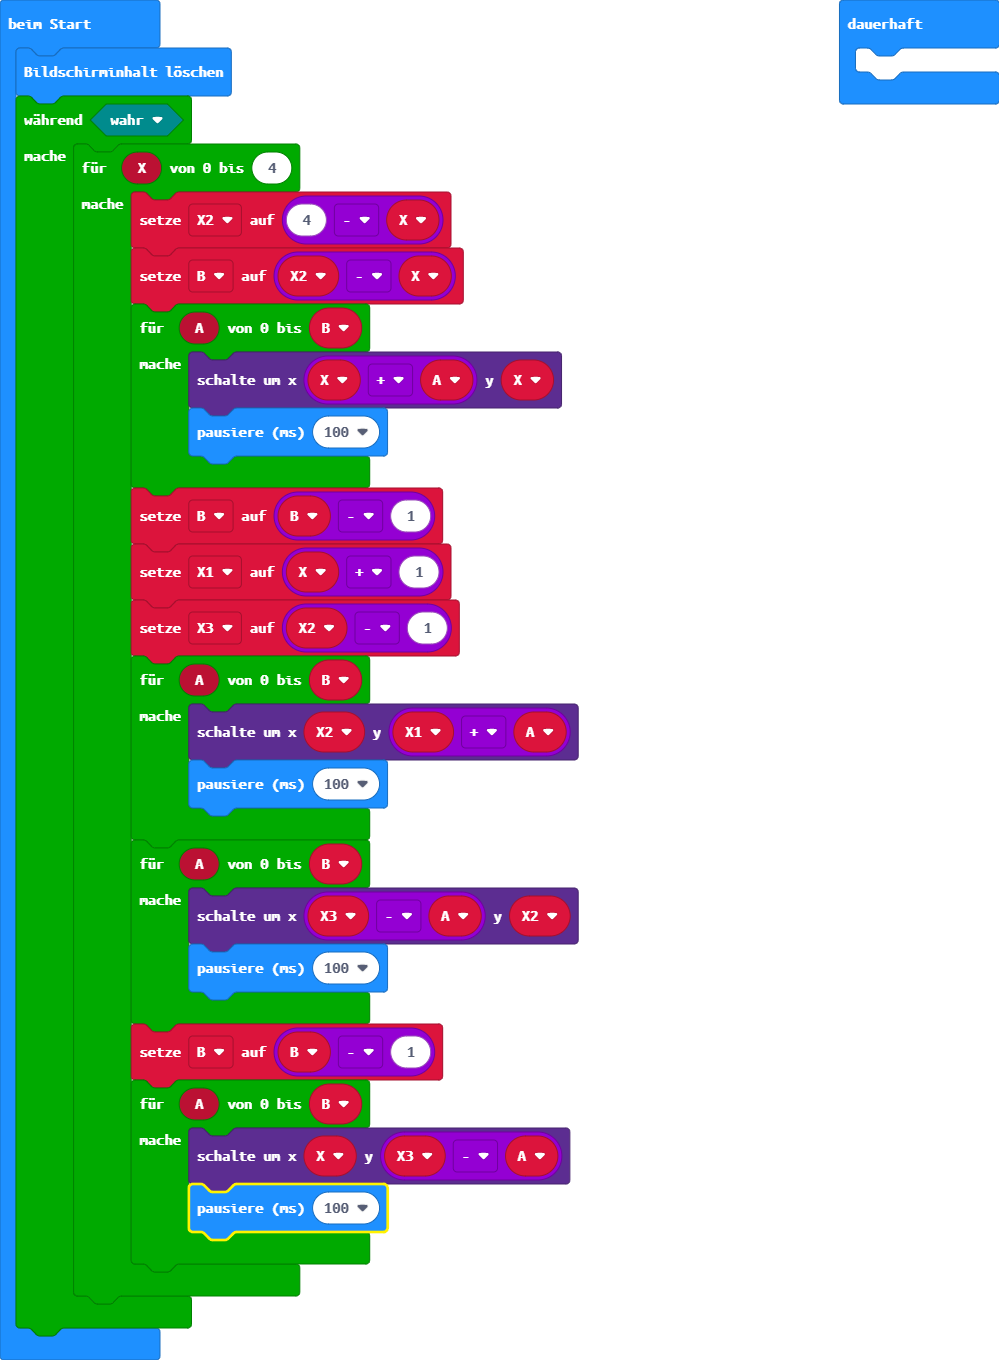 beim Start
dauerhaft
Bildschirminhalt löschen
während wahr
mache für X von 0 bis 4
mache setze X2 auf 4 - X
setze B auf X2 - X
für A von 0 bis B
mache schalte um x X + A y X
pausiere (ms) 100
setze B auf B - 1
setze X1 auf X + 1
setze X3 auf X2 - 1
für A von 0 bis B
mache schalte um x X2 y X1 + A
pausiere (ms) 100
für A von 0 bis B
mache schalte um x X3 - A y X2
pausiere (ms) 100
setze B auf B - 1
für A von 0 bis B
mache schalte um x X y X3 - A
pausiere (ms) 100